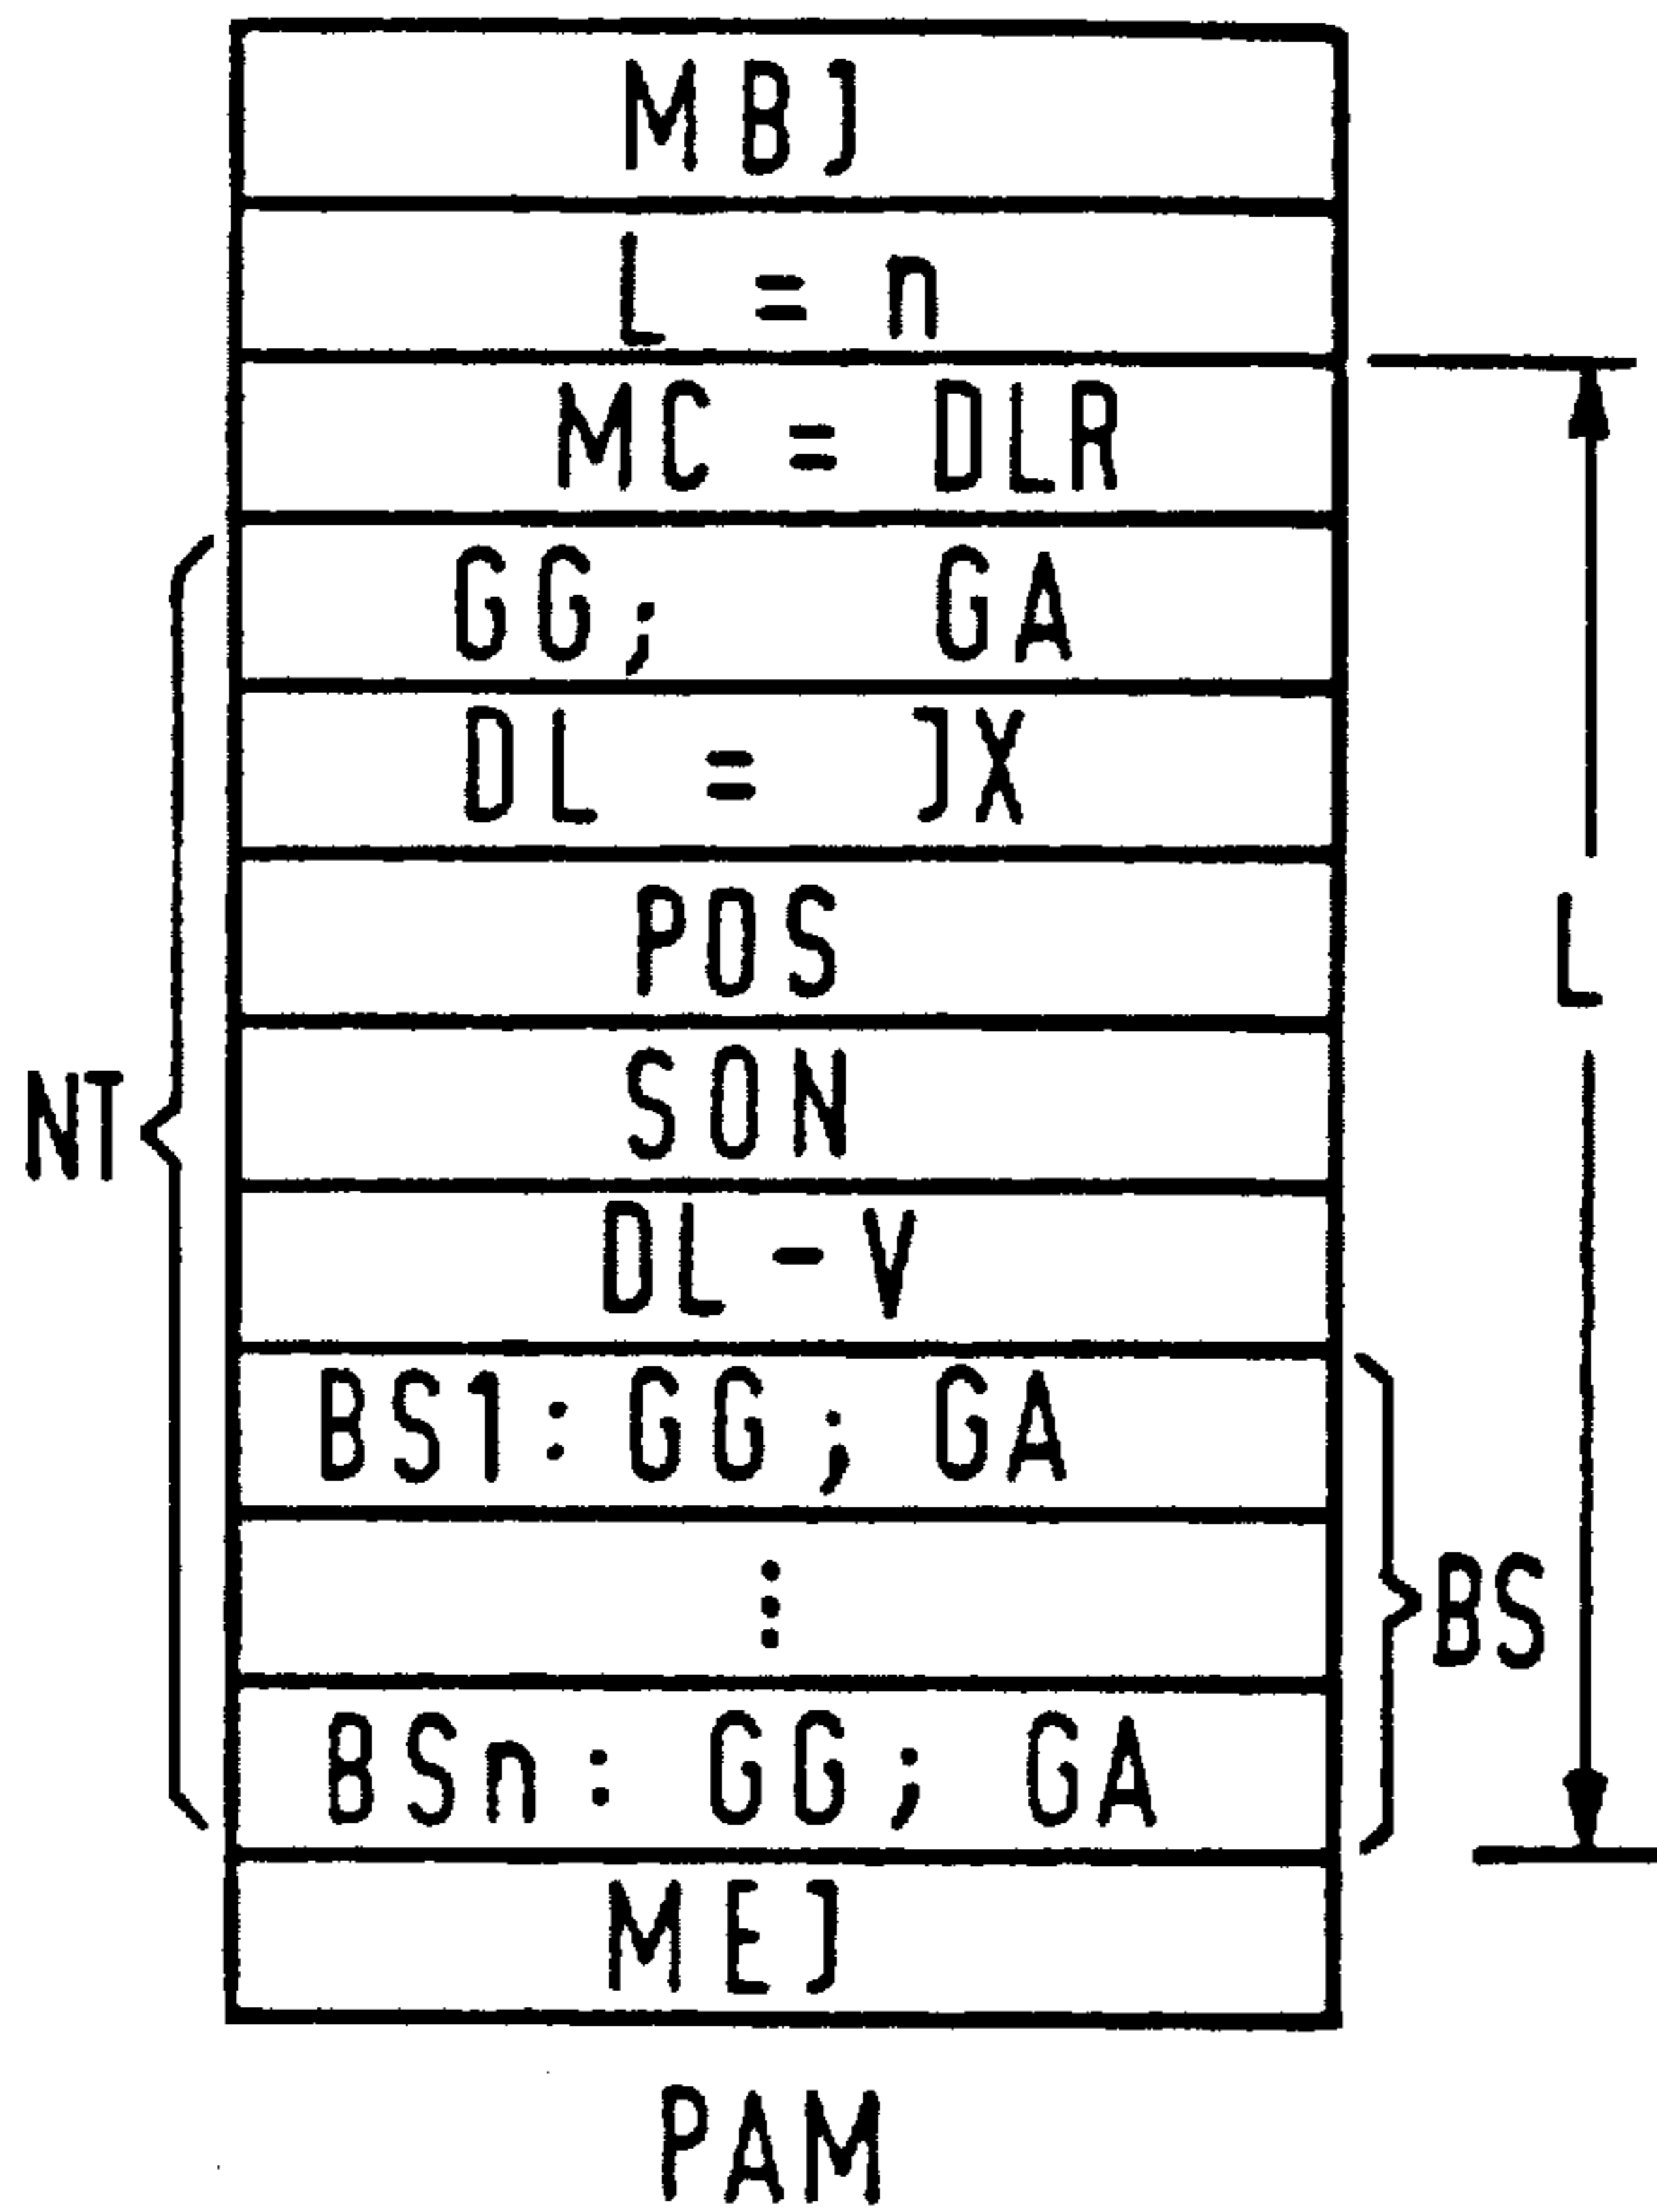 MBJ
L = n
MC = DLR
GG; GA
DL = JX
POS
L
SON
NT
DL-V
BS1: GG; GA
⋮
BS
BSn: GG; GA
MEJ
PAM